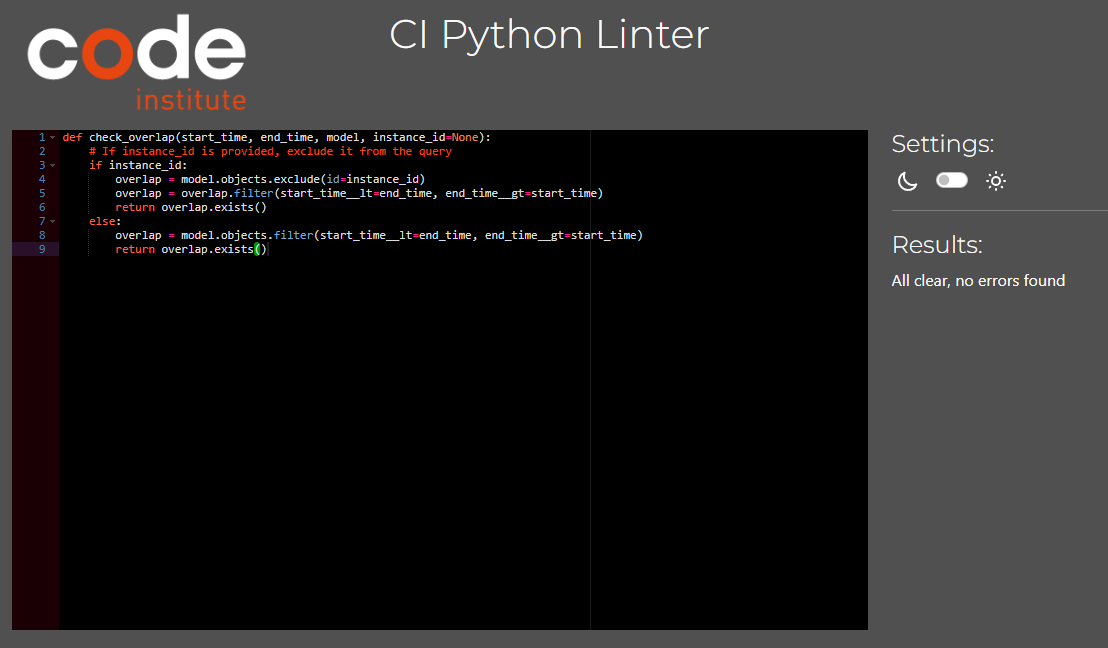 code
institute
CI Python Linter
1 def check_overlap(start_time, end_time, model, instance_id=None):
2     # If instance_id is provided, exclude it from the query
3     if instance_id:
4         overlap = model.objects.exclude(id=instance_id)
5         overlap = overlap.filter(start_time__lt=end_time, end_time__gt=start_time)
6         return overlap.exists()
7     else:
8         overlap = model.objects.filter(start_time__lt=end_time, end_time__gt=start_time)
9         return overlap.exists()
Settings:
Results:
All clear, no errors found